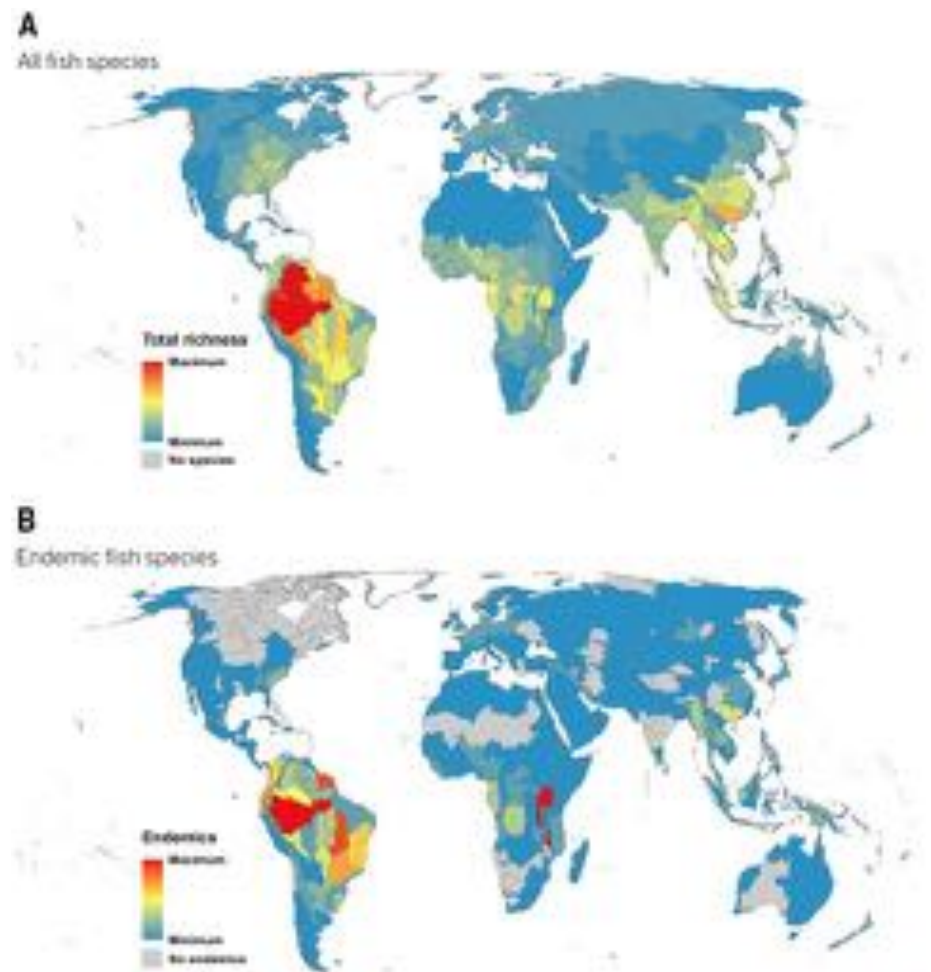 A
All fish species
Total richness
Maximum
Minimum
No species
B
Endemic fish species
Endemics
Maximum
Minimum
No endemics